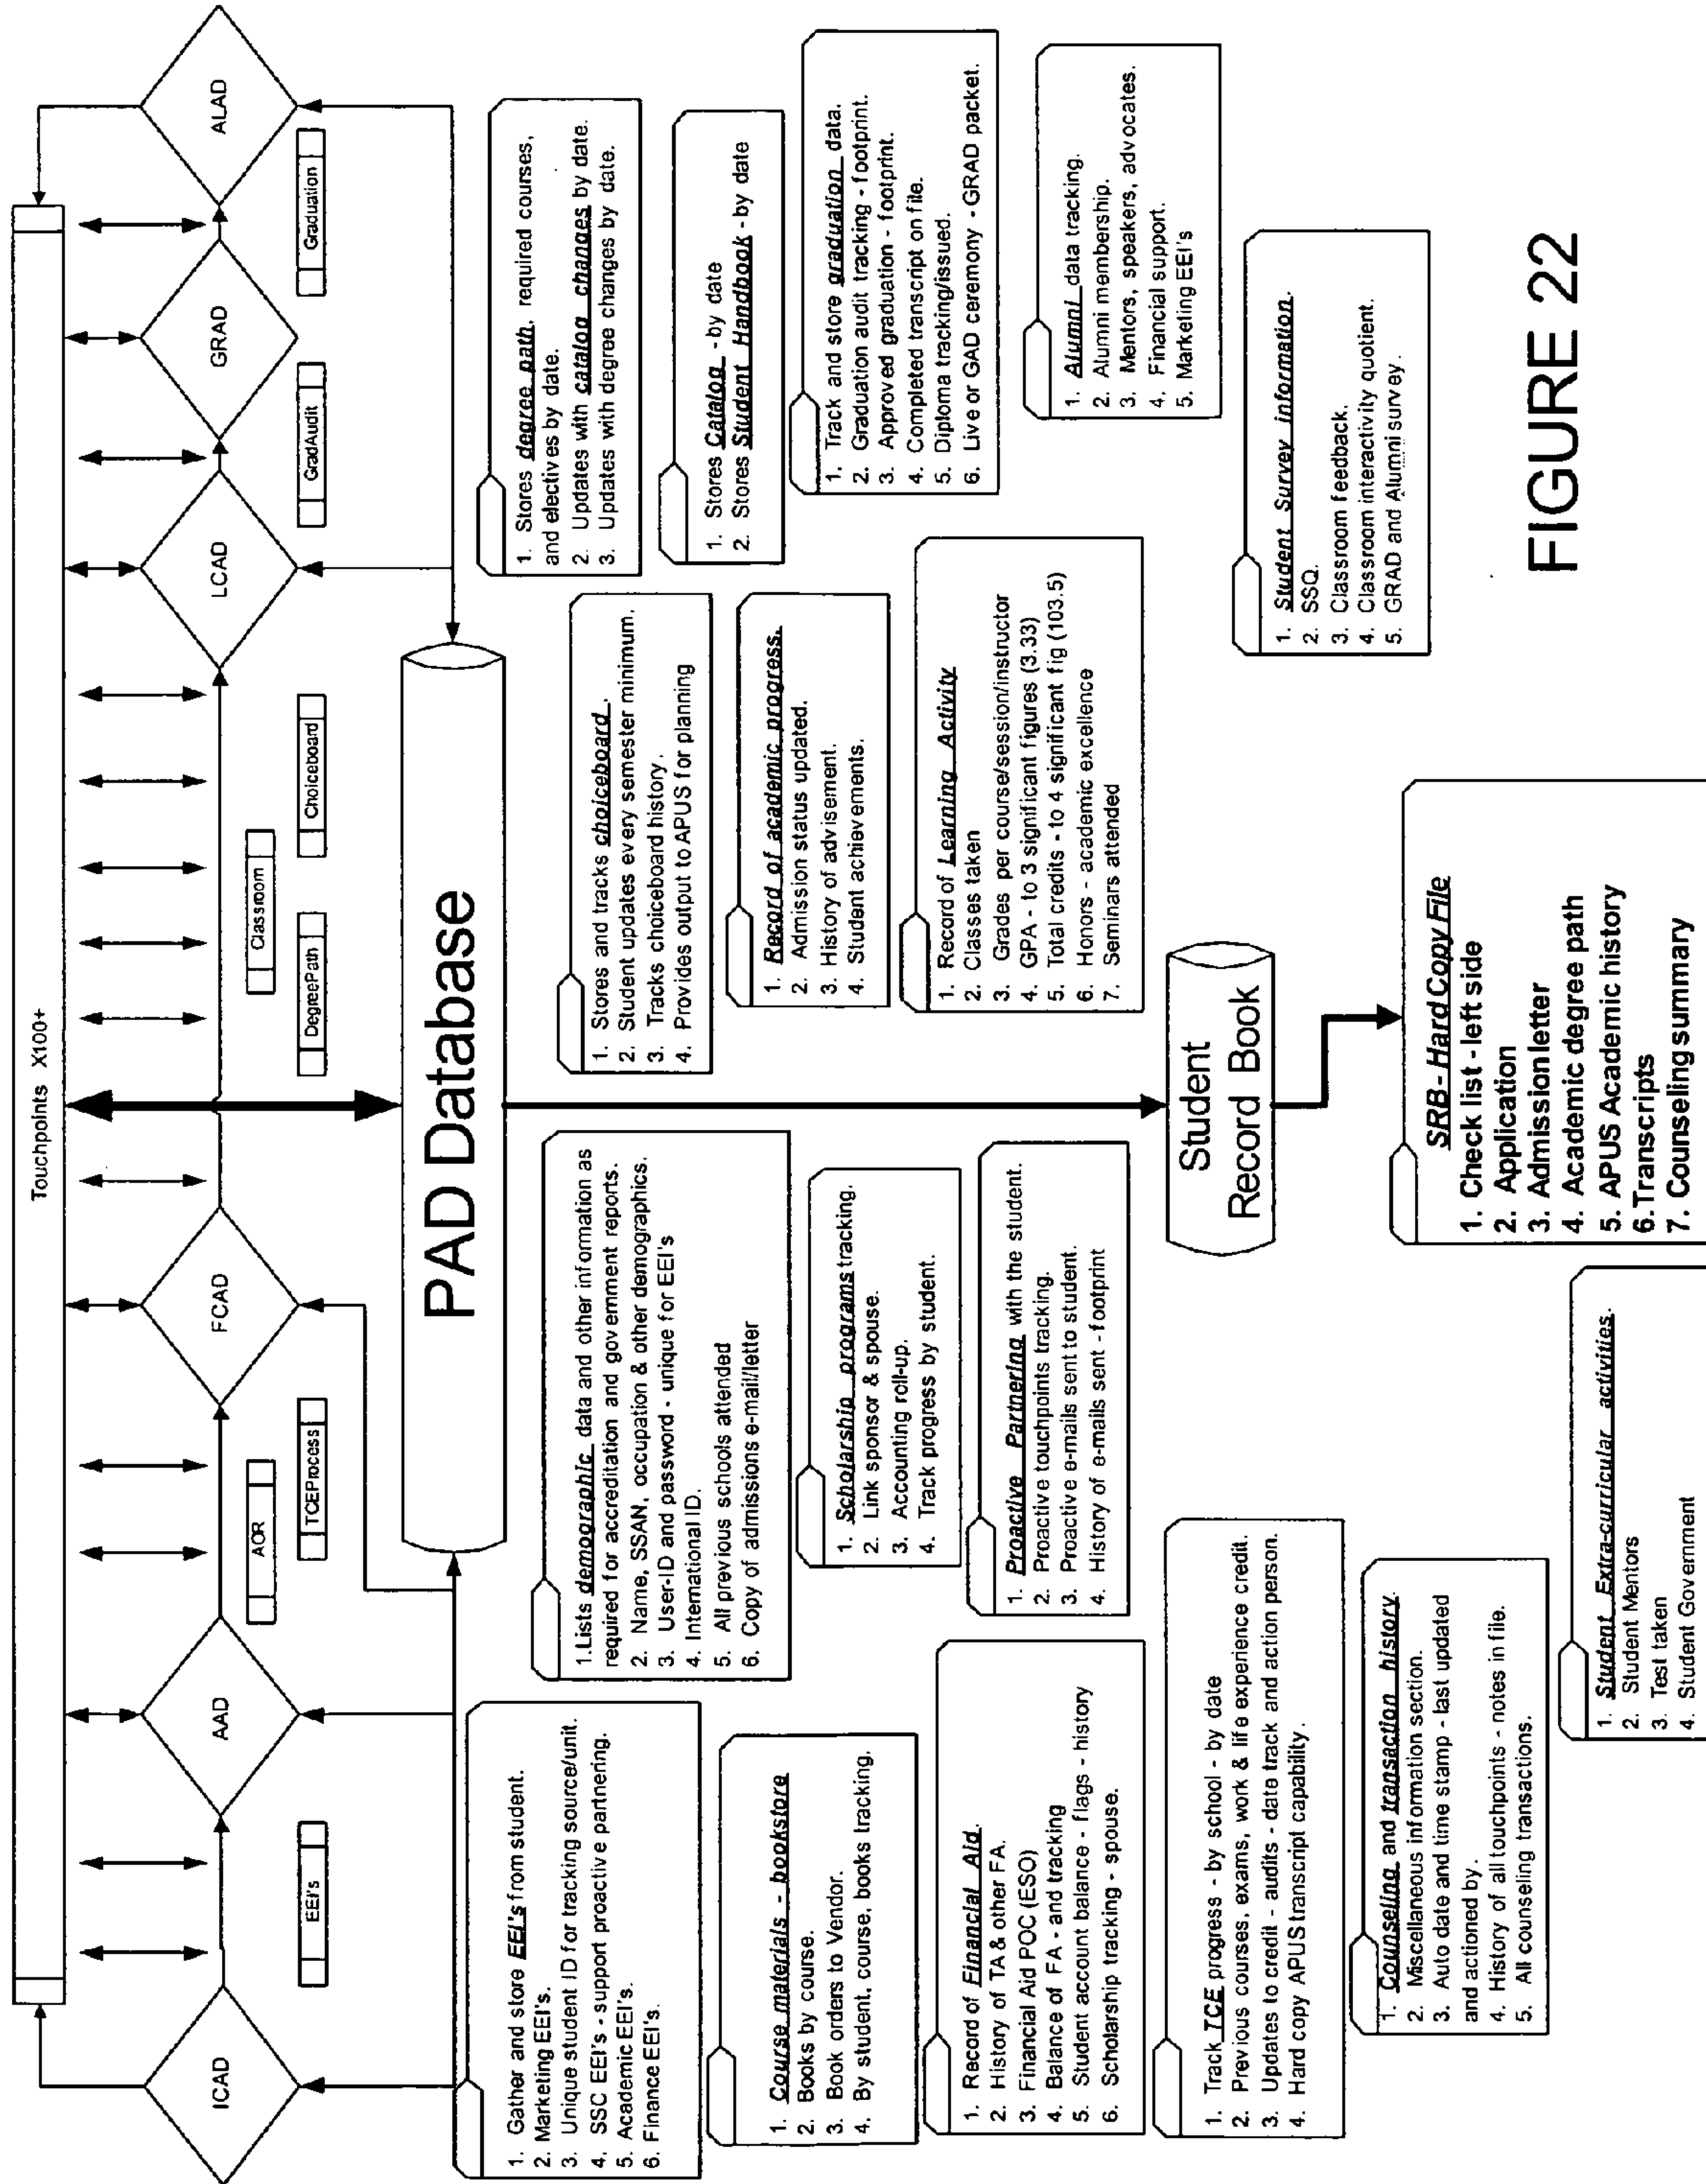 Touchpoints X100+
ICAD
AAD
FCAD
LCAD
GRAD
ALAD
EEI's
AOR
TCEProcess
DegreePath
Classroom
Choiceboard
GradAudit
Graduation
PAD Database
1. Gather and store EEI's from student.
2. Marketing EEI's.
3. Unique student ID for tracking source/unit.
4. SSC EEI's - support proactive partnering.
5. Academic EEI's.
6. Finance EEI's.
1. Course materials - bookstore
2. Books by course.
3. Book orders to Vendor.
4. By student, course, books tracking.
1. Record of Financial Aid.
2. History of TA & other FA.
3. Financial Aid POC (ESO)
4. Balance of FA - and tracking
5. Student account balance - flags - history
6. Scholarship tracking - spouse.
1. Track TCE progress - by school - by date
2. Previous courses, exams, work & life experience credit.
3. Updates to credit - audits - date track and action person.
4. Hard copy APUS transcript capability.
1. Counseling and transaction history.
2. Miscellaneous information section.
3. Auto date and time stamp - last updated
and actioned by.
4. History of all touchpoints - notes in file.
5. All counseling transactions.
1. Student Extra-curricular activities.
2. Student Mentors
3. Test taken
4. Student Government
1.Lists demographic data and other information as
required for accreditation and government reports.
2. Name, SSAN, occupation & other demographics.
3. User-ID and password - unique for EEI's
4. International ID.
5. All previous schools attended
6. Copy of admissions e-mail/letter
1. Scholarship programs tracking.
2. Link sponsor & spouse.
3. Accounting roll-up.
4. Track progress by student.
1. Proactive Partnering with the student.
2. Proactive touchpoints tracking.
3. Proactive e-mails sent to student.
4. History of e-mails sent - footprint
Student
Record Book
SRB- Hard Copy File
1. Check list - left side
2. Application
3. Admission letter
4. Academic degree path
5. APUS Academic history
6.Transcripts
7. Counseling summary
1. Stores and tracks choiceboard.
2. Student updates every semester minimum.
3. Tracks choiceboard history.
4. Provides output to APUS for planning
1. Record of academic progress.
2. Admission status updated.
3. History of advisement.
4. Student achievements.
1. Record of Learning Activity
2. Classes taken
3. Grades per course/session/instructor
4. GPA - to 3 significant figures (3.33)
5. Total credits - to 4 significant fig (103.5)
6. Honors - academic excellence
7. Seminars attended
1. Stores degree path, required courses,
and electives by date.
2. Updates with catalog changes by date.
3. Updates with degree changes by date.
1. Stores Catalog - by date
2. Stores Student Handbook - by date
1. Track and store graduation data.
2. Graduation audit tracking - footprint.
3. Approved graduation - footprint.
4. Completed transcript on file.
5. Diploma tracking/issued.
6. Live or GAD ceremony - GRAD packet.
1. Alumni data tracking.
2. Alumni membership.
3. Mentors, speakers, advocates.
4. Financial support.
5. Marketing EEI's
1. Student Survey information.
2. SSQ.
3. Classroom feedback.
4. Classroom interactivity quotient.
5. GRAD and Alumni survey.
FIGURE 22